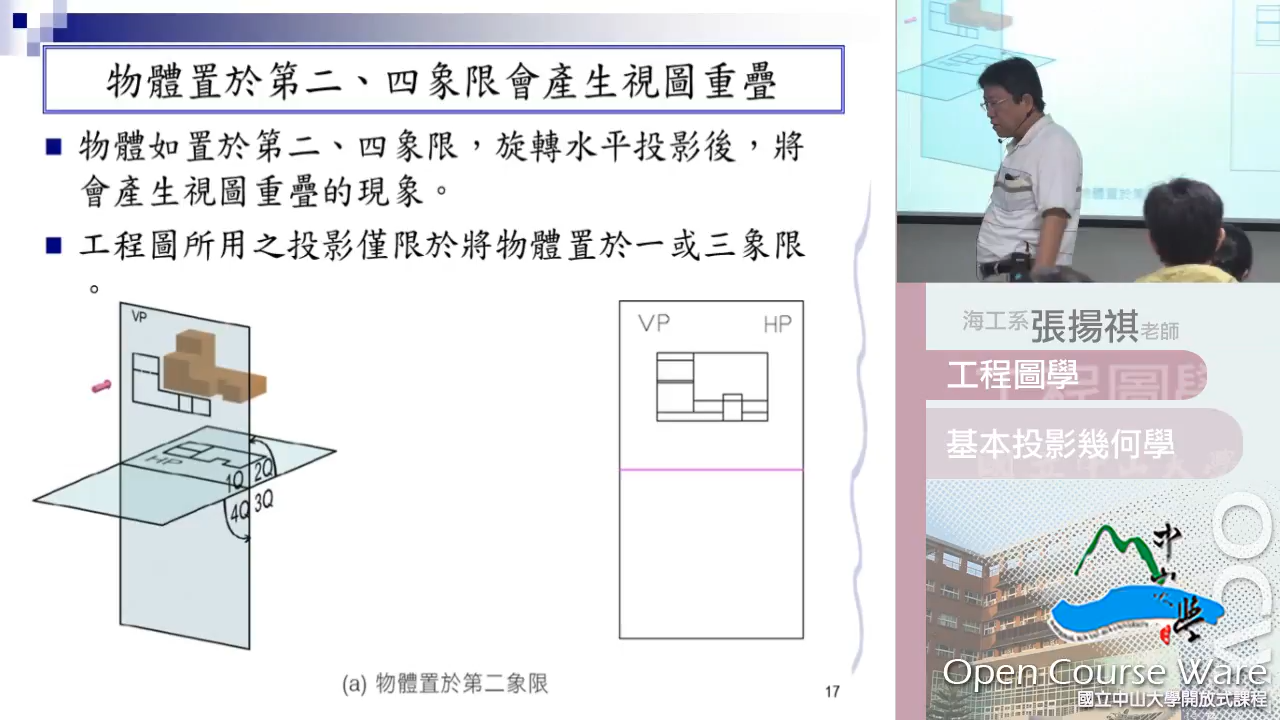 物體置於第二、四象限會產生視圖重疊
物體如置於第二、四象限，旋轉水平投影後，將
會產生視圖重疊的現象。
工程圖所用之投影僅限於將物體置於一或三象限
。
VP
HP
1Q 2Q
4Q 3Q
VP HP
(a) 物體置於第二象限
17
海工系張揚祺老師
工程圖學
基本投影幾何學
中山大學
Open Course Ware
國立中山大學開放式課程